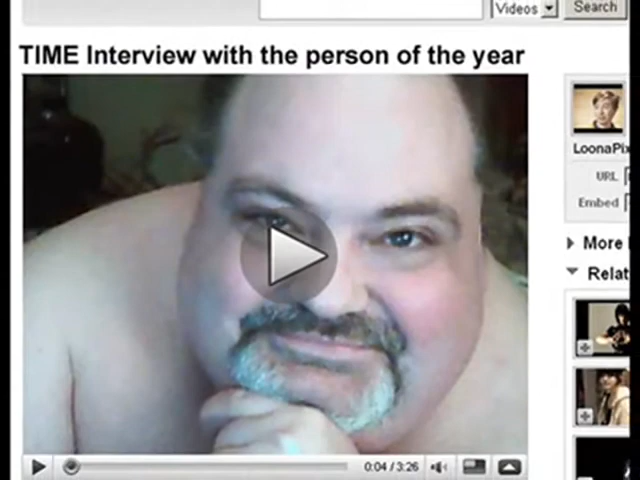 Videos
Search
TIME Interview with the person of the year
LoonaPix
URL
Embed
More
Relat
0:04 / 3:26